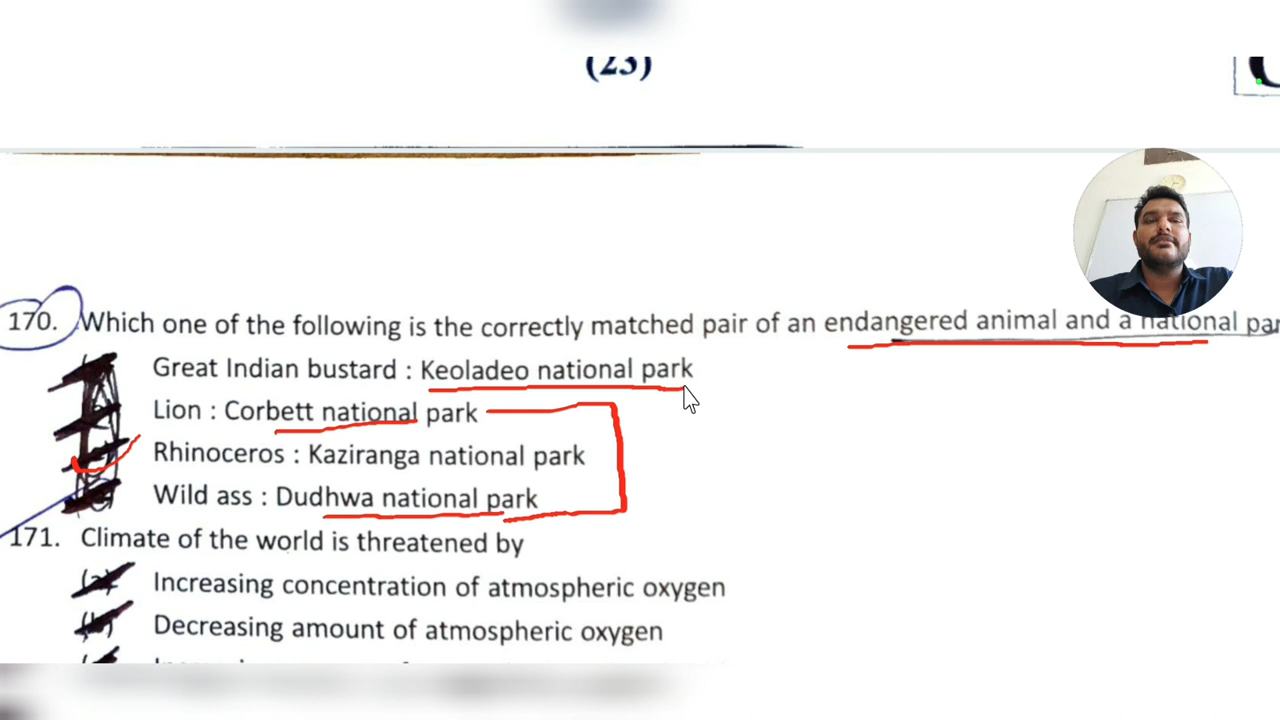 (23)
170. Which one of the following is the correctly matched pair of an endangered animal and a national
Great Indian bustard : Keoladeo national park
Lion : Corbett national park
Rhinoceros : Kaziranga national park
Wild ass : Dudhwa national park
171. Climate of the world is threatened by
(a) Increasing concentration of atmospheric oxygen
(b) Decreasing amount of atmospheric oxygen